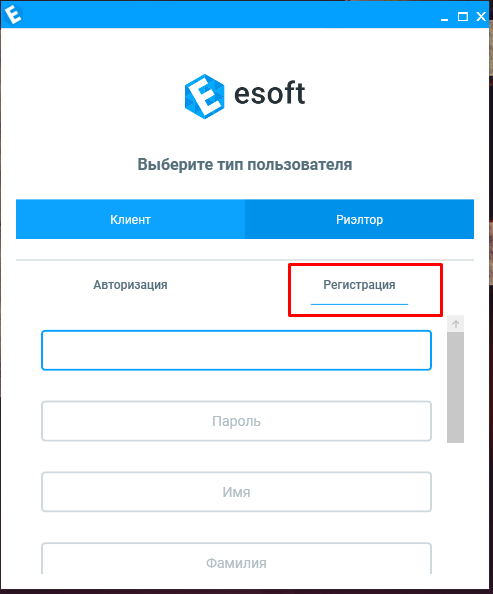 esoft
Выберите тип пользователя
Клиент Риэлтор
Авторизация Регистрация
Пароль
Имя
Фамилия